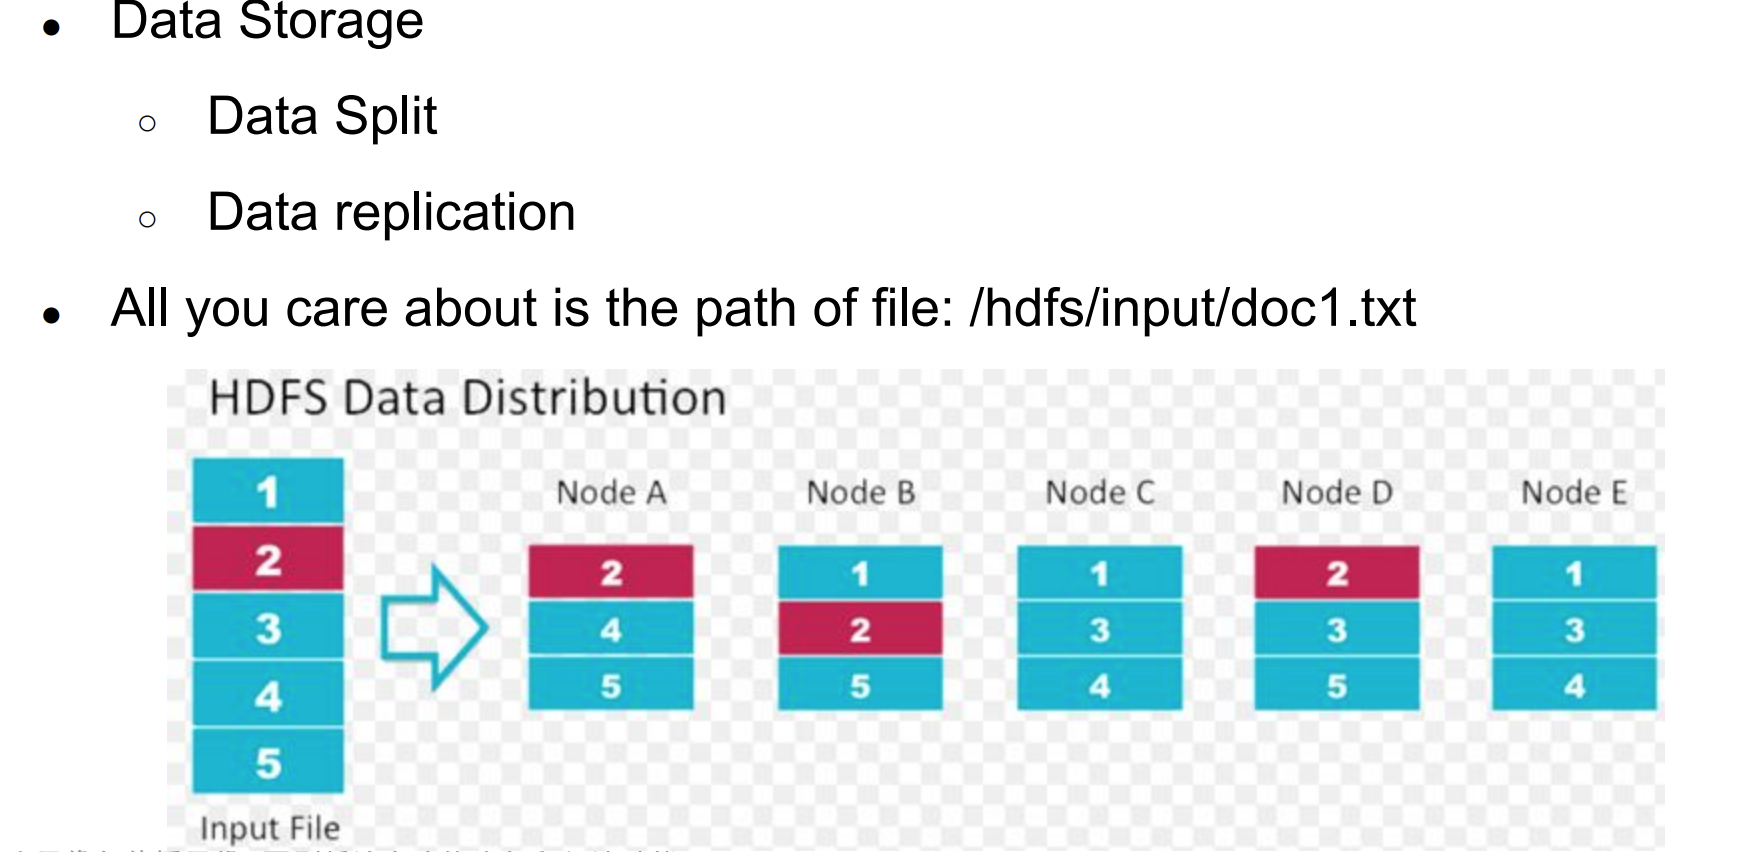 Data Storage
Data Split
Data replication
All you care about is the path of file: /hdfs/input/doc1.txt
HDFS Data Distribution
1
2
3
4
5
Input File
Node A
2
4
5
Node B
1
2
5
Node C
1
3
4
Node D
2
3
5
Node E
1
3
4